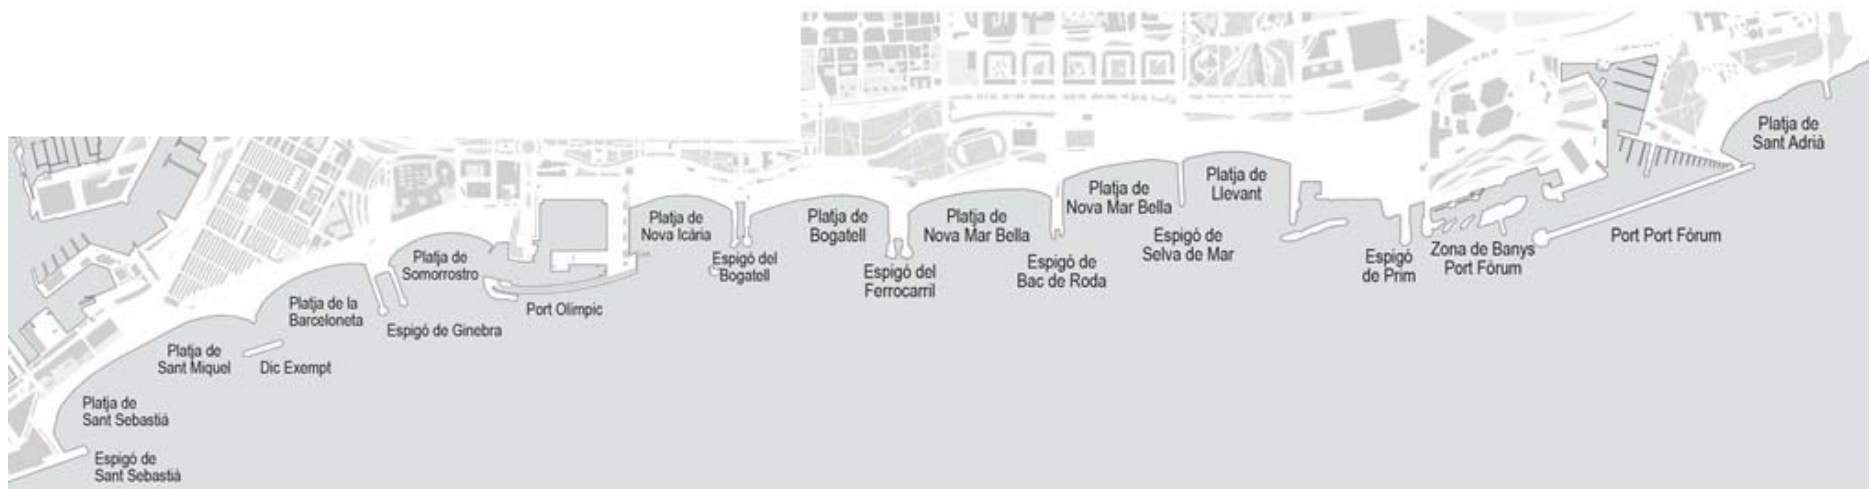 Platja de
Sant Sebastià
Espigó de
Sant Sebastià
Platja de
Sant Miquel
Dic Exempt
Platja de la
Barceloneta
Espigó de Ginebra
Platja de
Somorrostro
Port Olímpic
Platja de
Nova Icària
Espigó del
Bogatell
Platja de
Bogatell
Espigó del
Ferrocarril
Platja de
Nova Mar Bella
Espigó de
Bac de Roda
Platja de
Nova Mar Bella
Espigó de
Selva de Mar
Platja de
Llevant
Espigó
de Prim
Zona de Banys
Port Fòrum
Port Port Fòrum
Platja de
Sant Adrià